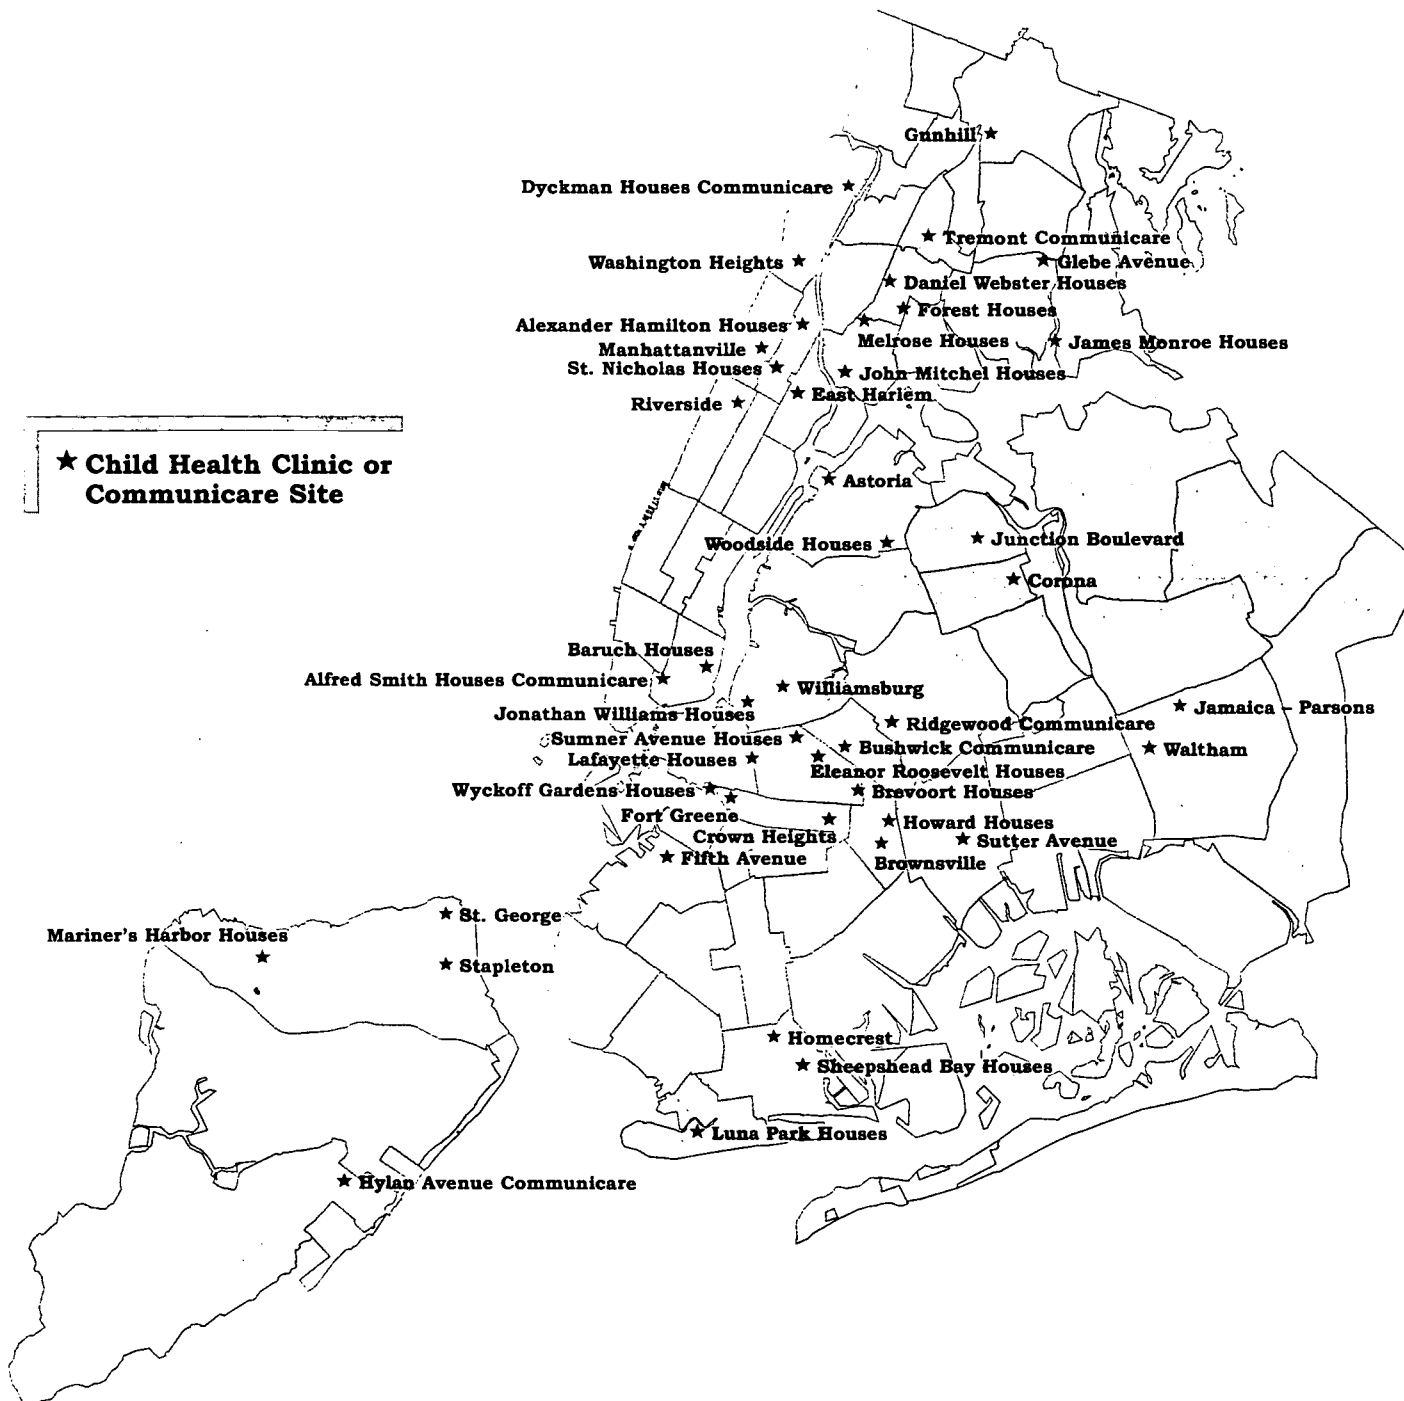 Gunhill
Dyckman Houses Communicare
Tremont Communicare
Washington Heights
Glebe Avenue
Daniel Webster Houses
Forest Houses
Alexander Hamilton Houses
Melrose Houses
James Monroe Houses
Manhattanville
St. Nicholas Houses
John Mitchel Houses
East Harlem
Riverside
Child Health Clinic or
Communicare Site
Astoria
Woodside Houses
Junction Boulevard
Corona
Baruch Houses
Alfred Smith Houses Communicare
Williamsburg
Jonathan Williams Houses
Jamaica – Parsons
Ridgewood Communicare
Sumner Avenue Houses
Bushwick Communicare
Waltham
Lafayette Houses
Eleanor Roosevelt Houses
Wyckoff Gardens Houses
Brevoort Houses
Fort Greene
Howard Houses
Crown Heights
Sutter Avenue
Fifth Avenue
Brownsville
St. George
Mariner's Harbor Houses
Stapleton
Homecrest
Sheepshead Bay Houses
Luna Park Houses
Hylan Avenue Communicare